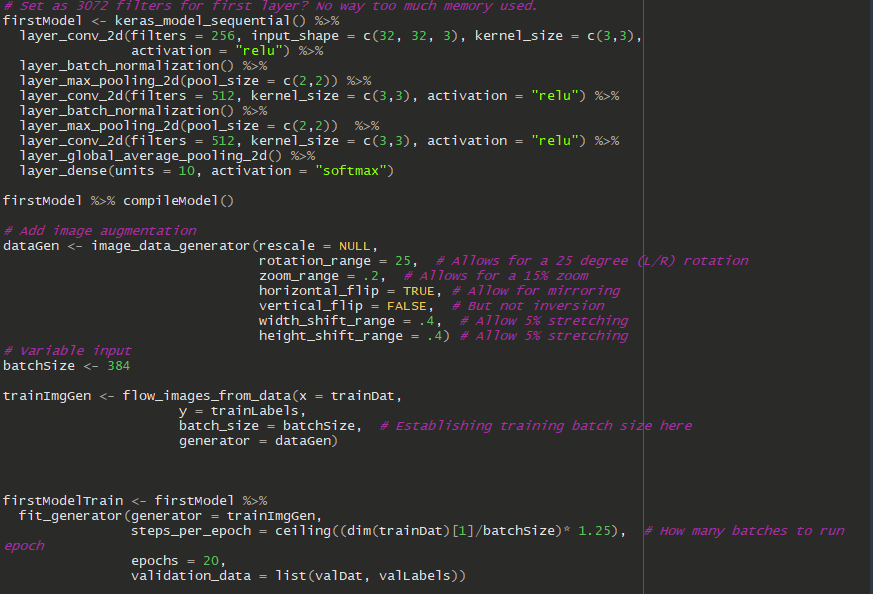 # Set as 3072 filters for first layer? No way too much memory used.
firstModel <- keras_model_sequential() %>%
  layer_conv_2d(filters = 256, input_shape = c(32, 32, 3), kernel_size = c(3,3),
                activation = "relu") %>%
  layer_batch_normalization() %>%
  layer_max_pooling_2d(pool_size = c(2,2)) %>%
  layer_conv_2d(filters = 512, kernel_size = c(3,3), activation = "relu") %>%
  layer_batch_normalization() %>%
  layer_max_pooling_2d(pool_size = c(2,2))  %>%
  layer_conv_2d(filters = 512, kernel_size = c(3,3), activation = "relu") %>%
  layer_global_average_pooling_2d() %>%
  layer_dense(units = 10, activation = "softmax")

firstModel %>% compileModel()

# Add image augmentation
dataGen <- image_data_generator(rescale = NULL,
                                rotation_range = 25,  # Allows for a 25 degree (L/R) rotation
                                zoom_range = .2,  # Allows for a 15% zoom
                                horizontal_flip = TRUE, # Allow for mirroring
                                vertical_flip = FALSE,  # But not inversion
                                width_shift_range = .4,  # Allow 5% stretching
                                height_shift_range = .4) # Allow 5% stretching
# Variable input
batchSize <- 384

trainImgGen <- flow_images_from_data(x = trainDat,
                      y = trainLabels,
                      batch_size = batchSize,  # Establishing training batch size here
                      generator = dataGen)

firstModelTrain <- firstModel %>%
  fit_generator(generator = trainImgGen,
                steps_per_epoch = ceiling((dim(trainDat)[1]/batchSize)* 1.25),  # How many batches to run
epoch
                epochs = 20,
                validation_data = list(valDat, valLabels))